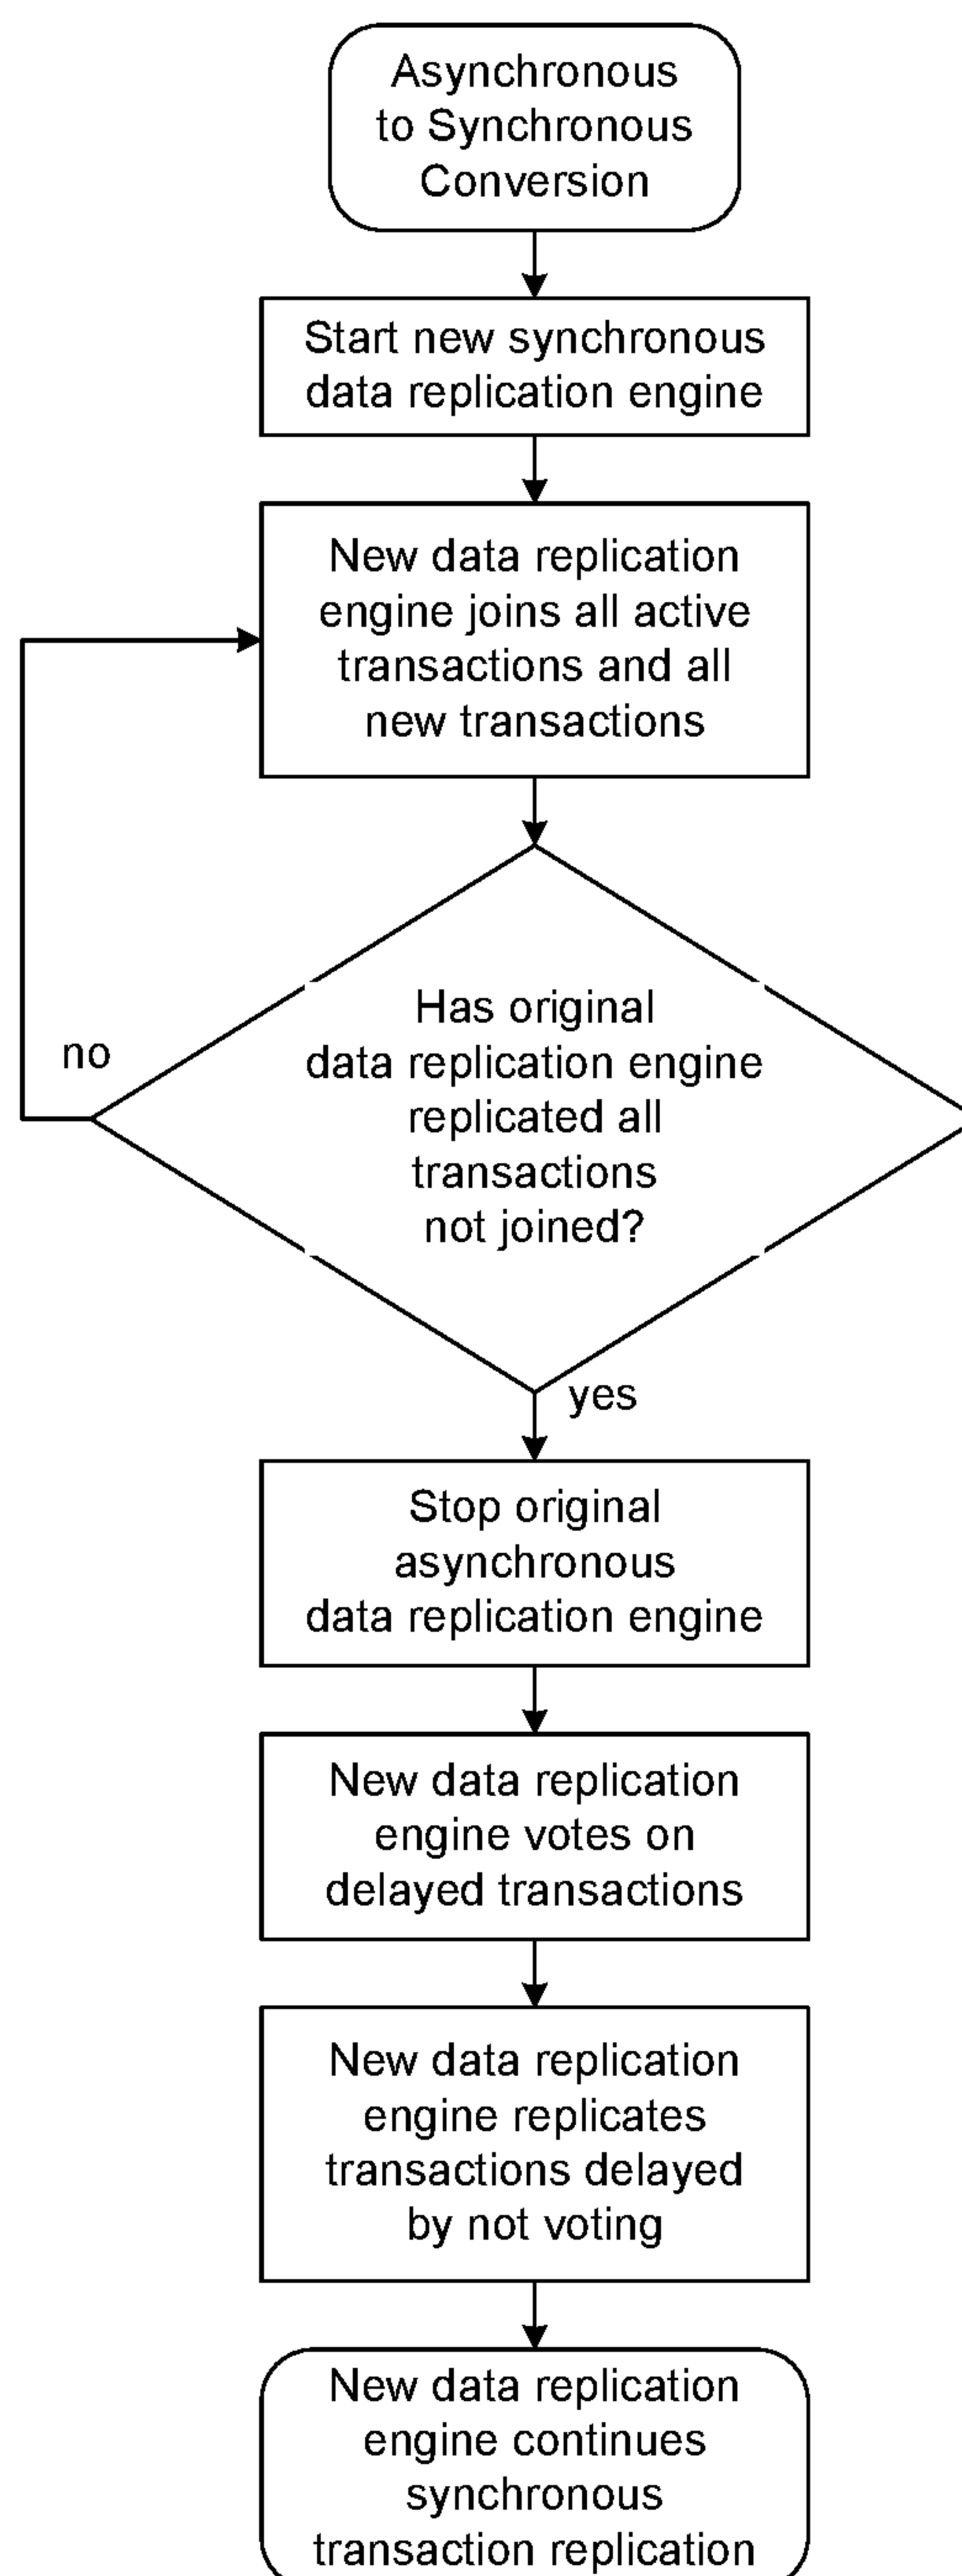 Asynchronous
to Synchronous
Conversion
Start new synchronous
data replication engine
New data replication
engine joins all active
transactions and all
new transactions
Has original
data replication engine
replicated all
transactions
not joined?
no
yes
Stop original
asynchronous
data replication engine
New data replication
engine votes on
delayed transactions
New data replication
engine replicates
transactions delayed
by not voting
New data replication
engine continues
synchronous
transaction replication